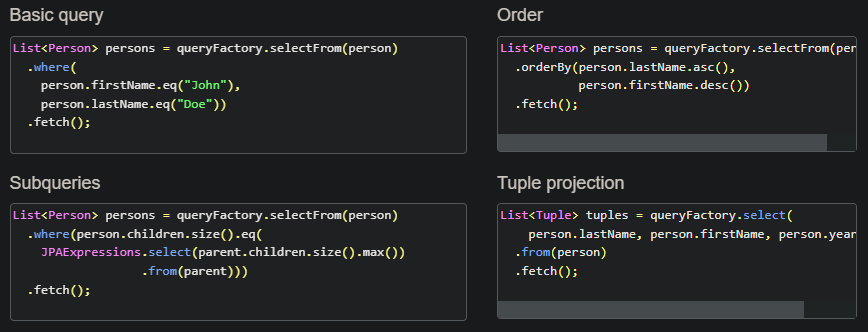 Basic query
List<Person> persons = queryFactory.selectFrom(person)
  .where(
    person.firstName.eq("John"),
    person.lastName.eq("Doe"))
  .fetch();
Order
List<Person> persons = queryFactory.selectFrom(per
  .orderBy(person.lastName.asc(),
           person.firstName.desc())
  .fetch();
Subqueries
List<Person> persons = queryFactory.selectFrom(person)
  .where(person.children.size().eq(
    JPAExpressions.select(parent.children.size().max())
                  .from(parent)))
  .fetch();
Tuple projection
List<Tuple> tuples = queryFactory.select(
    person.lastName, person.firstName, person.year
  .from(person)
  .fetch();